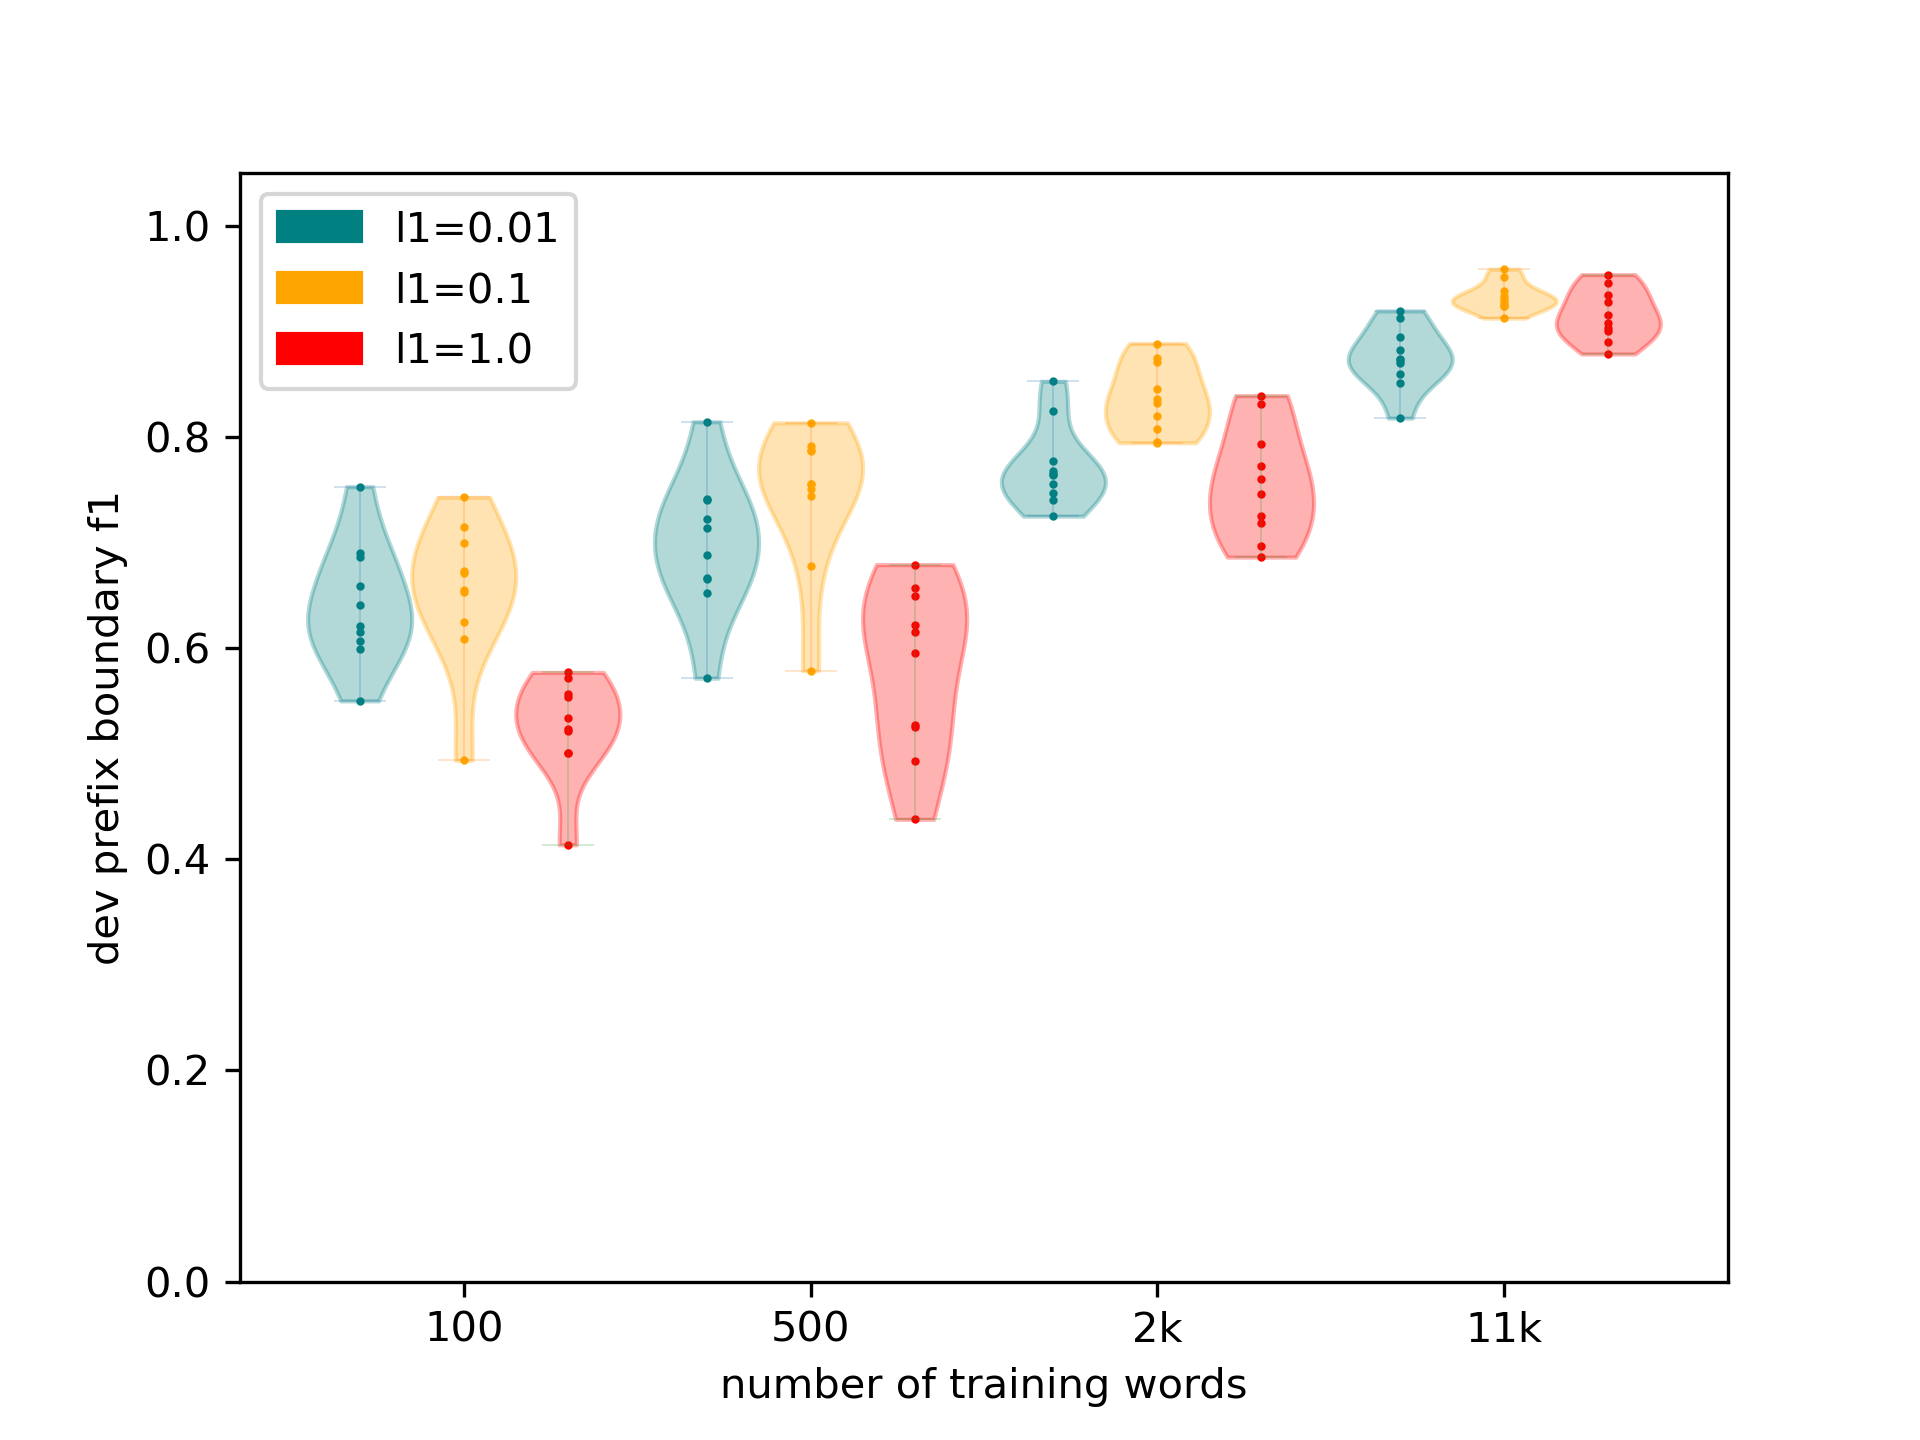 l1=0.01
l1=0.1
l1=1.0
1.0
0.8
0.6
0.4
0.2
0.0
dev prefix boundary f1
100 500 2k 11k
number of training words